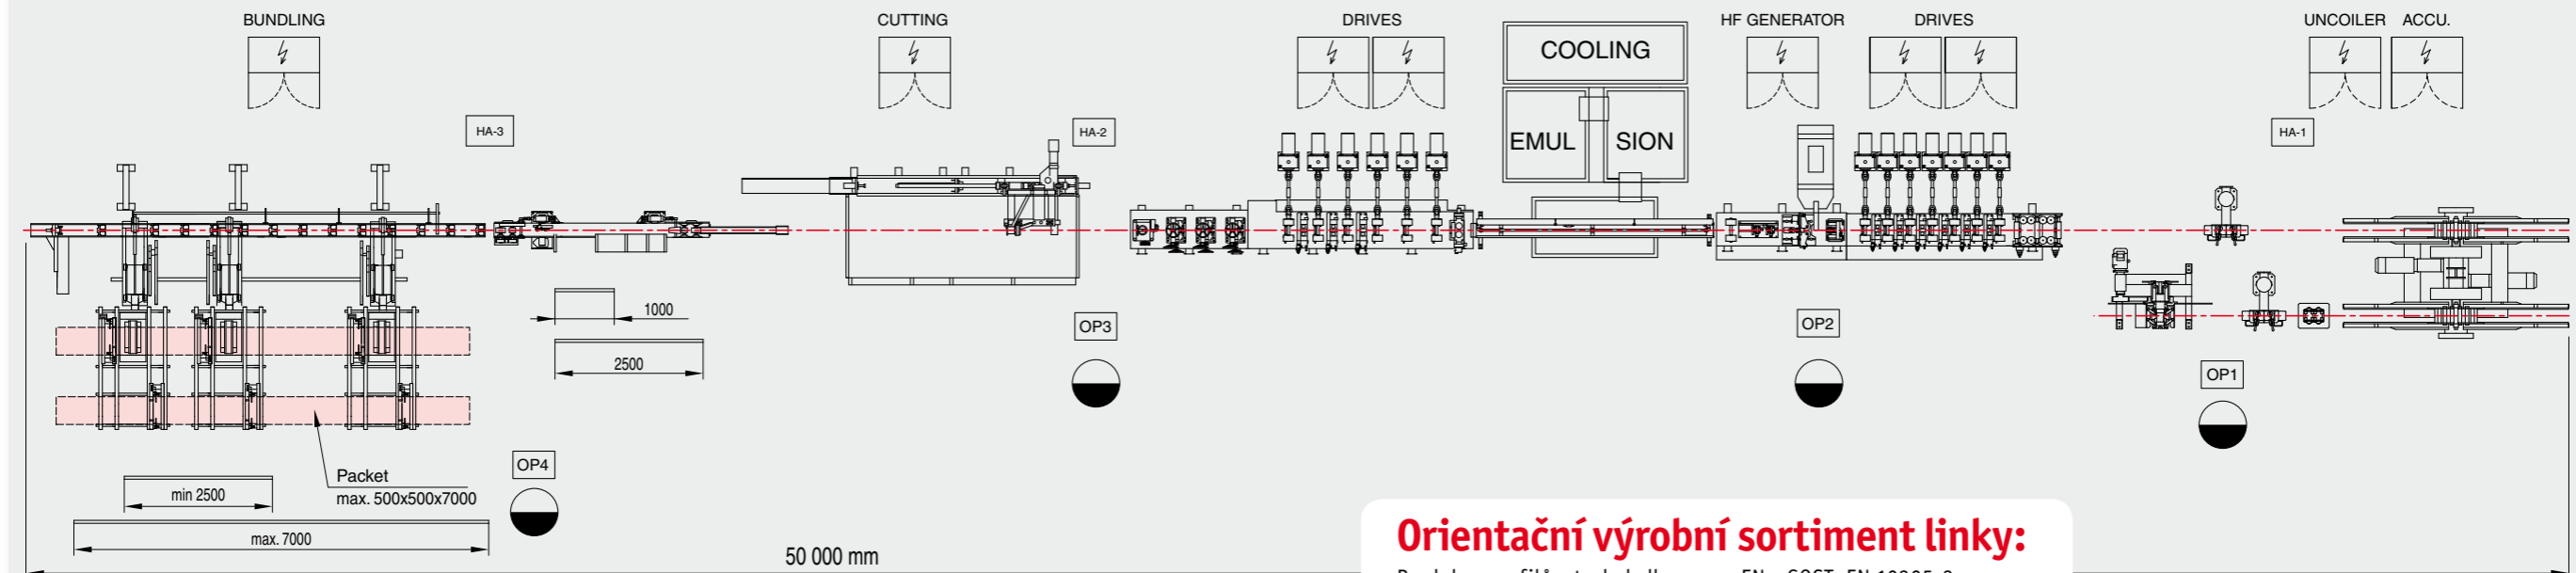 BUNDLING
CUTTING
DRIVES
HF GENERATOR
DRIVES
UNCOILER
ACCU.
COOLING
EMUL
SION
HA-3
HA-2
HA-1
1000
2500
OP3
OP2
OP1
OP4
Packet
max. 500x500x7000
min 2500
max. 7000
50 000 mm
Orientační výrobní sortiment linky: